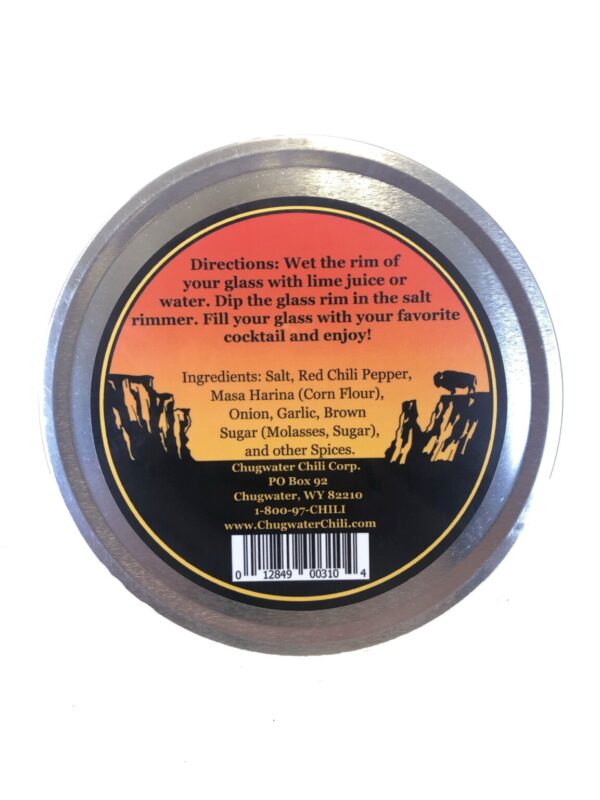 Directions: Wet the rim of
your glass with lime juice or
water. Dip the glass rim in the salt
rimmer. Fill your glass with your favorite
cocktail and enjoy!
Ingredients: Salt, Red Chili Pepper,
Masa Harina (Corn Flour),
Onion, Garlic, Brown
Sugar (Molasses, Sugar),
and other Spices.
Chugwater Chili Corp.
PO Box 92
Chugwater, WY 82210
1-800-97-CHILI
www.ChugwaterChili.com
0 12849 00310 4